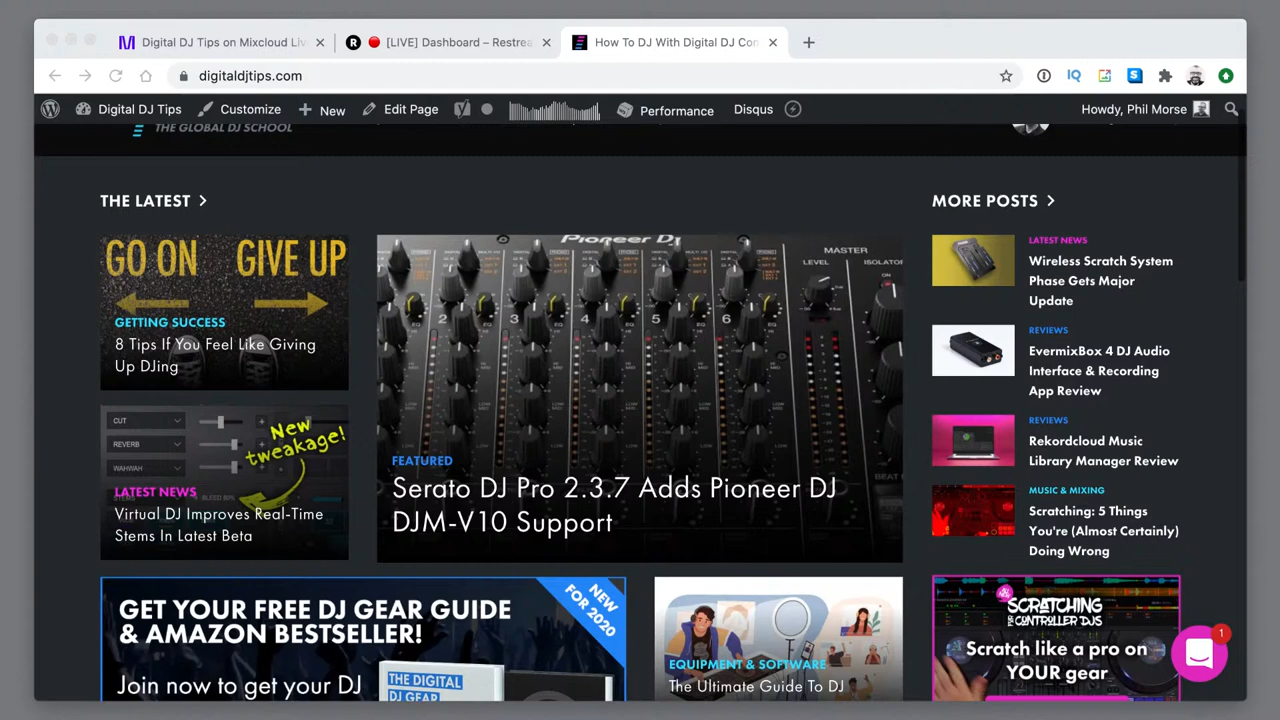 Digital DJ Tips on Mixcloud Liv
[LIVE] Dashboard – Restrea
How To DJ With Digital DJ Con
digitaldjtips.com
Digital DJ Tips
Customize
New
Edit Page
Performance
Disqus
Howdy, Phil Morse
THE GLOBAL DJ SCHOOL
THE LATEST
MORE POSTS
GO ON GIVE UP
GETTING SUCCESS
8 Tips If You Feel Like Giving
Up DJing
CUT
REVERB
WAHWAH
New
tweakage!
LATEST NEWS
Virtual DJ Improves Real-Time
Stems In Latest Beta
Pioneer Dj
MASTER
LEVEL
ISOLATOR
2 3 4 5 6
EQ
FEATURED
Serato DJ Pro 2.3.7 Adds Pioneer DJ
DJM-V10 Support
LATEST NEWS
Wireless Scratch System
Phase Gets Major
Update
REVIEWS
EvermixBox 4 DJ Audio
Interface & Recording
App Review
REVIEWS
Rekordcloud Music
Library Manager Review
MUSIC & MIXING
Scratching: 5 Things
You're (Almost Certainly)
Doing Wrong
GET YOUR FREE DJ GEAR GUIDE
& AMAZON BESTSELLER!
NEW
FOR 2020
Join now to get your DJ
THE DIGITAL
DJ GEAR
EQUIPMENT & SOFTWARE
The Ultimate Guide To DJ
SCRATCHING
FOR CONTROLLER DJS
Scratch like a pro on
YOUR gear
1